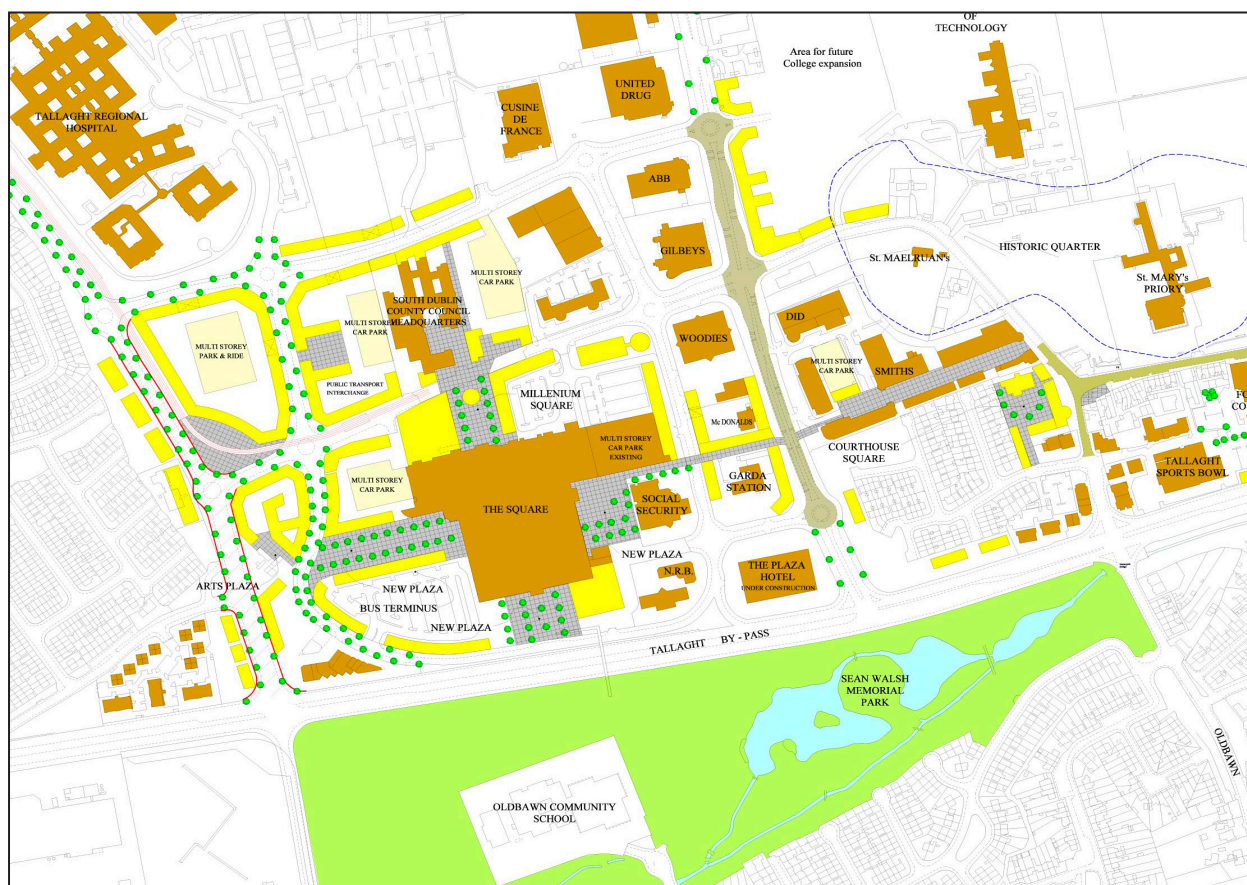 OF
TECHNOLOGY
Area for future
College expansion
UNITED
DRUG
CUSINE
DE
FRANCE
TALLAGHT REGIONAL
HOSPITAL
ABB
GILBEYS
HISTORIC QUARTER
St. MAELRUAN's
St. MARY's
PRIORY
MULTI STOREY
CAR PARK
SOUTH DUBLIN
COUNTY COUNCIL
HEADQUARTERS
MULTI STOREY
CAR PARK
MULTI STOREY
PARK & RIDE
DID
WOODIES
MULTI STOREY
CAR PARK
SMITHS
PUBLIC TRANSPORT
INTERCHANGE
MILLENIUM
SQUARE
Mc DONALDS
MULTI STOREY
CAR PARK
EXISTING
COURTHOUSE
SQUARE
TALLAGHT
SPORTS BOWL
MULTI STOREY
CAR PARK
GARDA
STATION
THE SQUARE
SOCIAL
SECURITY
NEW PLAZA
N.R.B.
THE PLAZA
HOTEL
UNDER CONSTRUCTION
ARTS PLAZA
NEW PLAZA
BUS TERMINUS
NEW PLAZA
TALLAGHT BY - PASS
SEAN WALSH
MEMORIAL
PARK
OLDBAWN
OLDBAWN COMMUNITY
SCHOOL